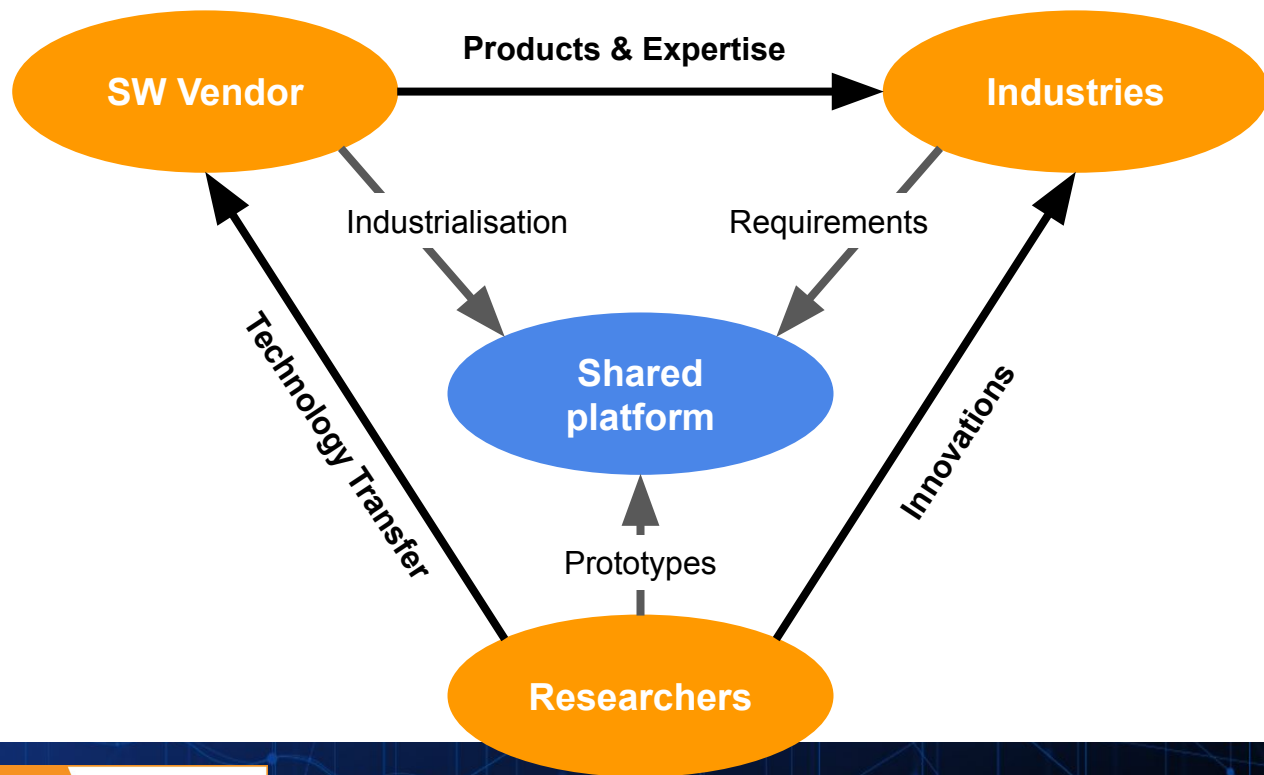 Products & Expertise
SW Vendor
Industries
Industrialisation
Requirements
Technology Transfer
Shared
platform
Innovations
Prototypes
Researchers